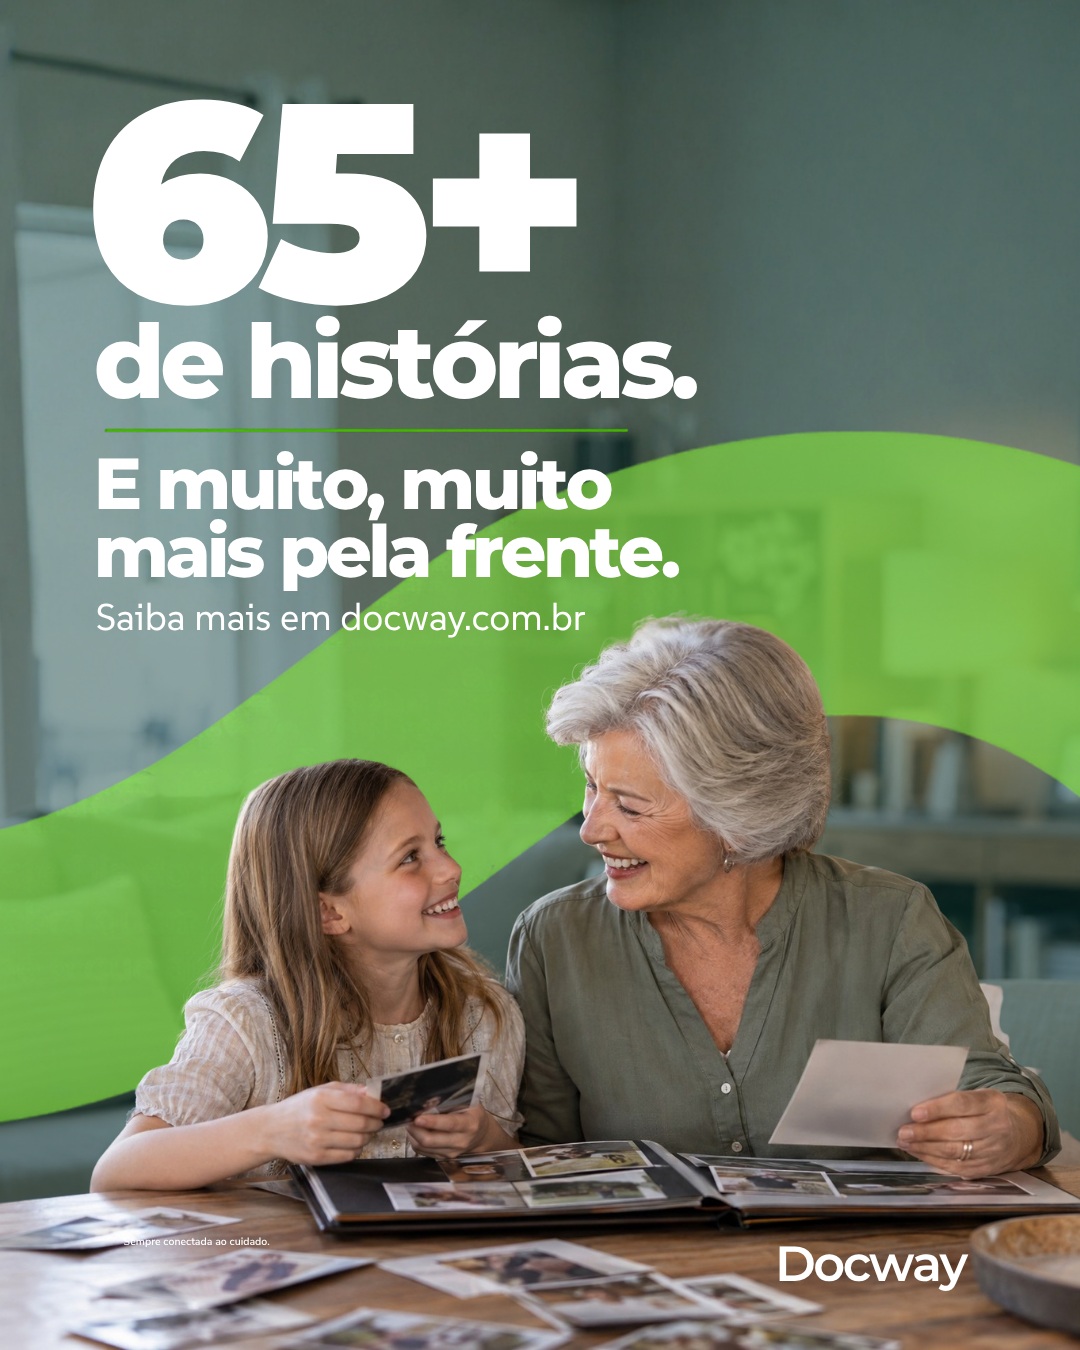 65+
de histórias.
E muito, muito
mais pela frente.
Saiba mais em docway.com.br
Sempre conectada ao cuidado.
Docway